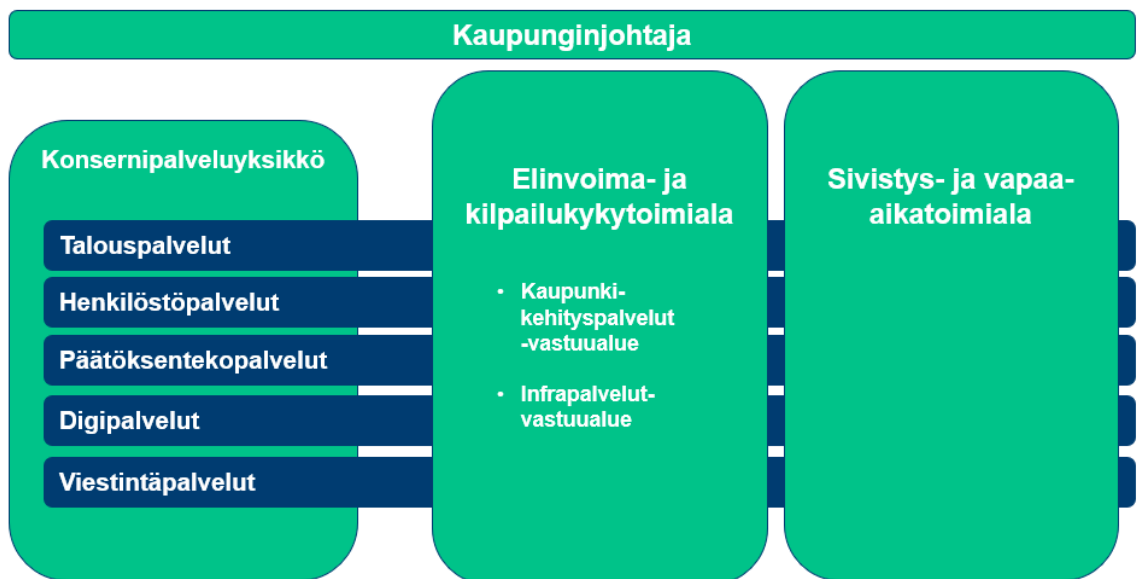 Kaupunginjohtaja
Konsernipalveluyksikkö
Talouspalvelut
Henkilöstöpalvelut
Päätöksentekopalvelut
Digipalvelut
Viestintäpalvelut
Elinvoima- ja
kilpailukykytoimiala
• Kaupunki-
kehityspalvelut
-vastuualue
• Infrapalvelut-
vastuualue
Sivistys- ja vapaa-
aikatoimiala